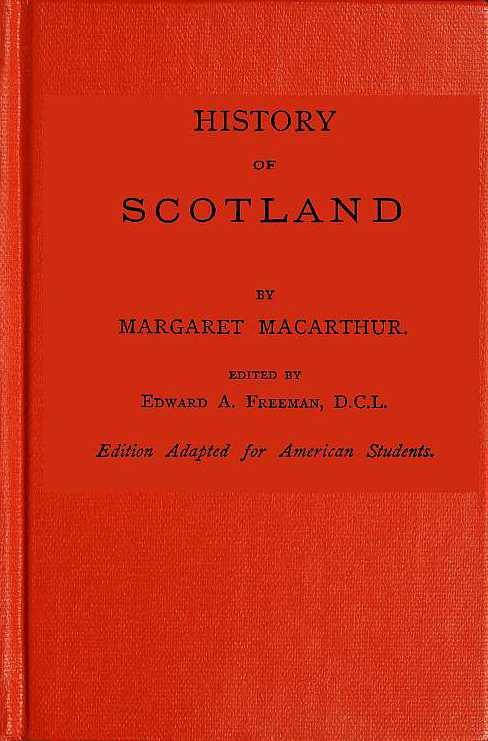 HISTORY
OF
SCOTLAND
BY
MARGARET MACARTHUR.
EDITED BY
EDWARD A. FREEMAN, D.C.L.
Edition Adapted for American Students.